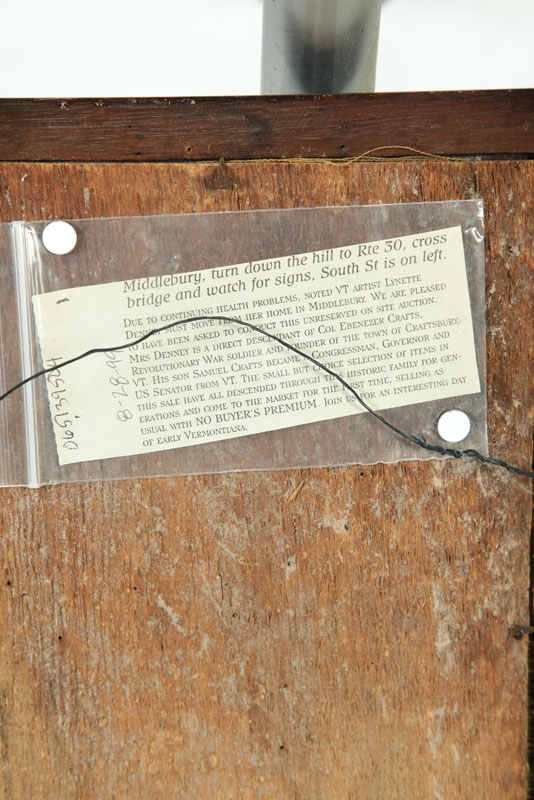 Middlebury, turn down the hill to Rte 30, cross
bridge and watch for signs, South St is on left.
Due to continuing health problems, noted VT artist Lynette
Denney must move from her home in Middlebury. We are pleased
to have been asked to conduct this unreserved on site auction.
Mrs Denney is a direct descendant of Col Ebenezer Crafts,
Revolutionary War soldier and founder of the town of Craftsbury,
VT. His son Samuel Crafts became a Congressman, Governor and
US Senator from VT. The small but choice selection of items in
this sale have all descended through this historic family for gen-
erations and come to the market for the first time, selling as
usual with NO BUYER'S PREMIUM. Join us for an interesting day
of early Vermontiana.
8-28-99